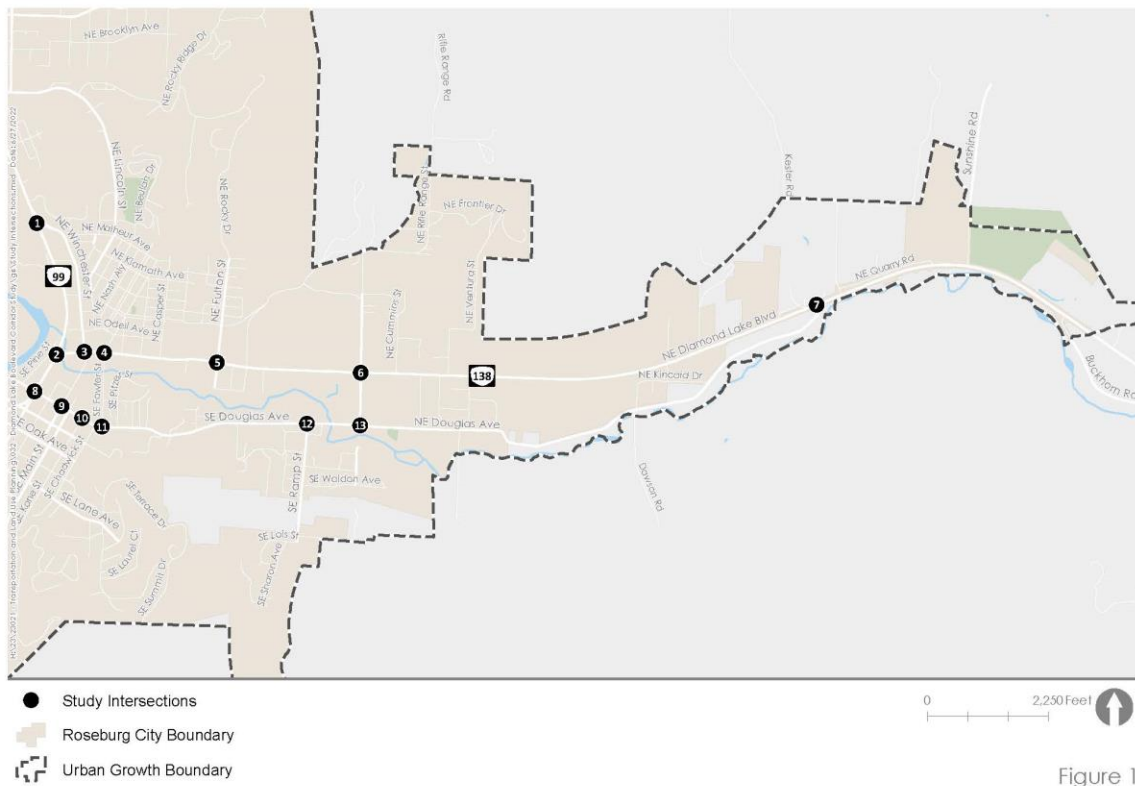 NE Brooklyn Ave
NE Rocky Ridge Dr
Rifle Range Rd
Kester Rd
Sunshine Rd
NE Lincoln St
NE Beulah Dr
NE Rocky Dr
NE Rifle Range St
NE Frontier Dr
1
NE Winchester St
NE Malheur Ave
NE Klamath Ave
NE Nash Aly
NE Casper St
NE Fulton St
NE Ventura St
NE Cummins St
NE Quarry Rd
99
7
NE Odell Ave
NE Diamond Lake Blvd
SE Pine St
2
3
4
5
6
138
NE Kincaid Dr
Buckhorn Rd
8
9
10
11
SE Fowler St
SE Pitzer St
SE Douglas Ave
12
13
NE Douglas Ave
SE Oak Ave
SE Main St
SE Kane St
SE Chadwick St
SE Lane Ave
SE Terrace Dr
SE Ramp St
SE Waldon Ave
Dawson Rd
SE Laurel Ct
SE Summit Dr
SE Lois St
SE Sharon Ave
Study Intersections
Roseburg City Boundary
Urban Growth Boundary
0 2,250 Feet
Figure 1